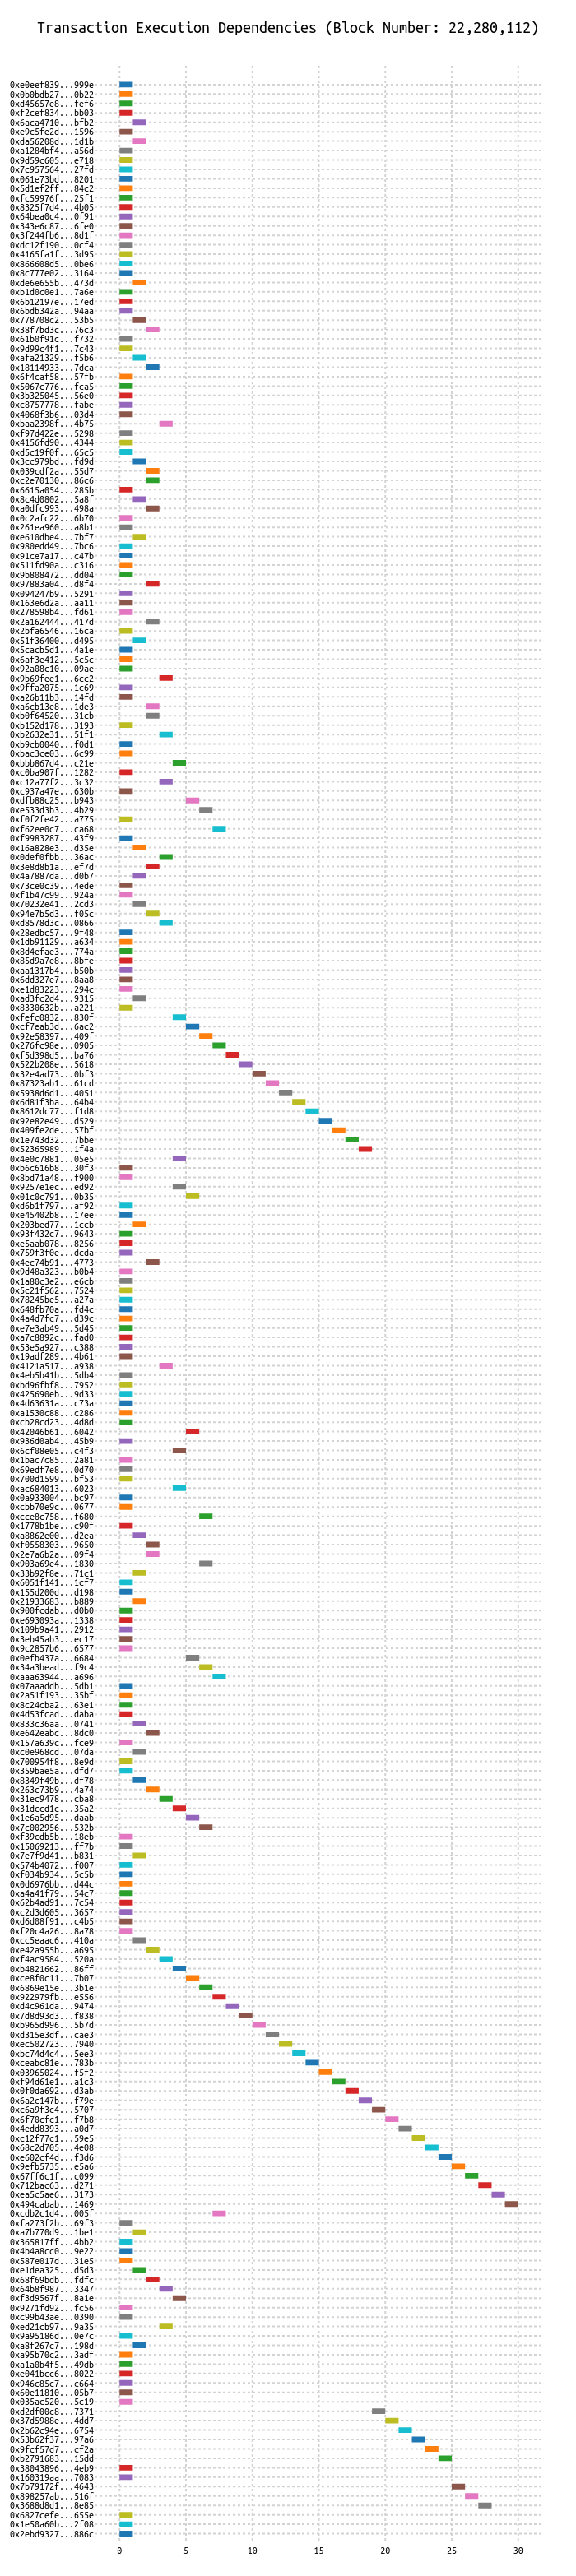 Transaction Execution Dependencies (Block Number: 22,280,112)
0xe0eef839...999e
0x0b0bdb27...0b22
0xd45657e8...fef6
0xf2cef834...bb03
0x6aca4710...bfb2
0xe9c5fe2d...1596
0xda56208d...1d1b
0xa1284bf4...a56d
0x9d59c605...e718
0x7c957564...27fd
0x061e73bd...8201
0x5d1ef2ff...84c2
0xfc59976f...25f1
0x8325f7d4...4b05
0x64bea0c4...0f91
0x343e6c87...6fe0
0x3f244fb6...8d1f
0xdc12f190...0cf4
0x4165fa1f...3d95
0x866608d5...0be6
0x8c777e02...3164
0xde6e655b...473d
0xb1d0c0e1...7a6e
0x6b12197e...17ed
0x6bdb342a...94aa
0x778708c2...53b5
0x38f7bd3c...76c3
0x61b0f91c...f732
0x9d99c4f1...7c43
0xafa21329...f5b6
0x18114933...7dca
0x6f4caf58...57fb
0x5067c776...fca5
0x3b325045...56e0
0xc8757778...fabe
0x4068f3b6...03d4
0xbaa2398f...4b75
0xf97d422e...5298
0x4156fd90...4344
0xd5c19f0f...65c5
0x3cc979bd...fd9d
0x039cdf2a...55d7
0xc2e70130...86c6
0x6615a054...285b
0x8c4d0802...5a8f
0xa0dfc993...498a
0x0c2afc22...6b70
0x261ea960...a8b1
0xe610dbe4...7bf7
0x980edd49...7bc6
0x91ce7a17...c47b
0x511fd90a...c316
0x9b808472...dd04
0x97883a04...d8f4
0x094247b9...5291
0x163e6d2a...aa11
0x278598b4...fd61
0x2a162444...417d
0x2bfa6546...16ca
0x51f36400...d495
0x5cacb5d1...4a1e
0x6af3e412...5c5c
0x92a08c10...09ae
0x9b69fee1...6cc2
0x9ffa2075...1c69
0xa26b11b3...14fd
0xa6cb13e8...1de3
0xb0f64520...31cb
0xb152d178...3193
0xb2632e31...51f1
0xb9cb0040...f0d1
0xbac3ce03...6c99
0xbbb867d4...c21e
0xc0ba907f...1282
0xc12a77f2...3c32
0xc937a47e...630b
0xdfb88c25...b943
0xe533d3b3...4b29
0xf0f2fe42...a775
0xf62ee0c7...ca68
0xf9983287...43f9
0x16a828e3...d35e
0x0def0fbb...36ac
0x3e8d8b1a...ef7d
0x4a7887da...d0b7
0x73ce0c39...4ede
0xf1b47c99...924a
0x70232e41...2cd3
0x94e7b5d3...f05c
0xd8578d3c...0866
0x28edbc57...9f48
0x1db91129...a634
0x8d4efae3...774a
0x85d9a7e8...8bfe
0xaa1317b4...b50b
0x6dd327e7...8aa8
0xe1d83223...294c
0xad3fc2d4...9315
0x8330632b...a221
0xfefc0832...830f
0xcf7eab3d...6ac2
0x92e58397...409f
0x276fc98e...0905
0xf5d398d5...ba76
0x522b208e...5618
0x32e4ad73...0bf3
0x87323ab1...61cd
0x5938d6d1...4051
0x6d81f3ba...64b4
0x8612dc77...f1d8
0x92e82e49...d529
0x409fe2de...57bf
0x1e743d32...7bbe
0x52365989...1f4a
0x4e0c7881...05e5
0xb6c616b8...30f3
0x8bd71a48...f900
0x9257e1ec...ed92
0x01c0c791...0b35
0xd6b1f797...af92
0xe45402b8...17ee
0x203bed77...1ccb
0x93f432c7...9643
0xe5aab078...8256
0x759f3f0e...dcda
0x4ec74b91...4773
0x9d48a323...b0b4
0x1a80c3e2...e6cb
0x5c21f562...7524
0x78245be5...a27a
0x648fb70a...fd4c
0x4a4d7fc7...d39c
0xe7e3ab49...5d45
0xa7c8892c...fad0
0x53e5a927...c388
0x19adf289...4b61
0x4121a517...a938
0x4eb5b41b...5db4
0xbd96fbf8...7952
0x425690eb...9d33
0x4d63631a...c73a
0xa1530c88...c286
0xcb28cd23...4d8d
0x42046b61...6042
0x936d0ab4...45b9
0x6cf08e05...c4f3
0x1bac7c85...2a81
0x69edf7e8...0d70
0x700d1599...bf53
0xac684013...6023
0x0a933004...bc97
0xcbb70e9c...0677
0xcce8c758...f680
0x1778b1be...c90f
0xa8862e00...d2ea
0xf0558303...9650
0x2e7a6b2a...09f4
0x903a69e4...1830
0x33b92f8e...71c1
0x6051f141...1cf7
0x155d200d...d198
0x21933683...b889
0x900fcdab...d0b0
0xe693093a...1338
0x109b9a41...2912
0x3eb45ab3...ec17
0x9c2857b6...6577
0x0efb437a...6684
0x34a3bead...f9c4
0xaaa63944...a696
0x07aaaddb...5db1
0x2a51f193...35bf
0x8c24cba2...63e1
0x4d53fcad...daba
0x833c36aa...0741
0xe642eabc...8dc0
0x157a639c...fce9
0xc0e968cd...07da
0x700954f8...8e9d
0x359bae5a...dfd7
0x8349f49b...df78
0x263c73b9...4a74
0x31ec9478...cba8
0x31dccd1c...35a2
0x1e6a5d95...daab
0x7c002956...532b
0xf39cdb5b...18eb
0x15069213...ff7b
0x7e7f9d41...b831
0x574b4072...f007
0xf034b934...5c5b
0x0d6976bb...d44c
0xa4a41f79...54c7
0x62b4ad91...7c54
0xc2d3d605...3657
0xd6d08f91...c4b5
0xf20c4a26...8a78
0xcc5eaac6...410a
0xe42a955b...a695
0xf4ac9584...520a
0xb4821662...86ff
0xce8f0c11...7b07
0x6869e15e...3b1e
0x922979fb...e556
0xd4c961da...9474
0x7d8d93d3...f838
0xb965d996...5b7d
0xd315e3df...cae3
0xec502723...7940
0xbc74d4c4...5ee3
0xceabc81e...783b
0x03965024...f5f2
0xf94d61e1...a1c3
0x0f0da692...d3ab
0x6a2c147b...f79e
0xc6a9f3c4...5707
0x6f70cfc1...f7b8
0x4edd8393...a0d7
0xc12f77c1...59e5
0x68c2d705...4e08
0xe602cf4d...f3d6
0x9efb5735...e5a6
0x67ff6c1f...c099
0x712bac63...d271
0xea5c5ae6...3173
0x494cabab...1469
0xcdb2c1d4...005f
0xfa273f2b...69f3
0xa7b770d9...1be1
0x365817ff...4bb2
0x4b4a8cc0...9e22
0x587e017d...31e5
0xe1dea325...d5d3
0x68f69bdb...fdfc
0x64b8f987...3347
0xf3d9567f...8a1e
0x9271fd92...fc56
0xc99b43ae...0390
0xed21cb97...9a35
0x9a95186d...0e7c
0xa8f267c7...198d
0xa95b70c2...3adf
0xa1a0b4f5...49db
0xe041bcc6...8022
0x946c85c7...c664
0x60e11810...05b7
0x035ac520...5c19
0xd2df00c8...7371
0x37d5988e...4dd7
0x2b62c94e...6754
0x53b62f37...97a6
0x9fcf57d7...cf2a
0xb2791683...15dd
0x38043896...4eb9
0x160319aa...7083
0x7b79172f...4643
0x898257ab...516f
0x3688d8d1...8e85
0x6827cefe...655e
0x1e50a60b...2f08
0x2ebd9327...886c
0 5 10 15 20 25 30